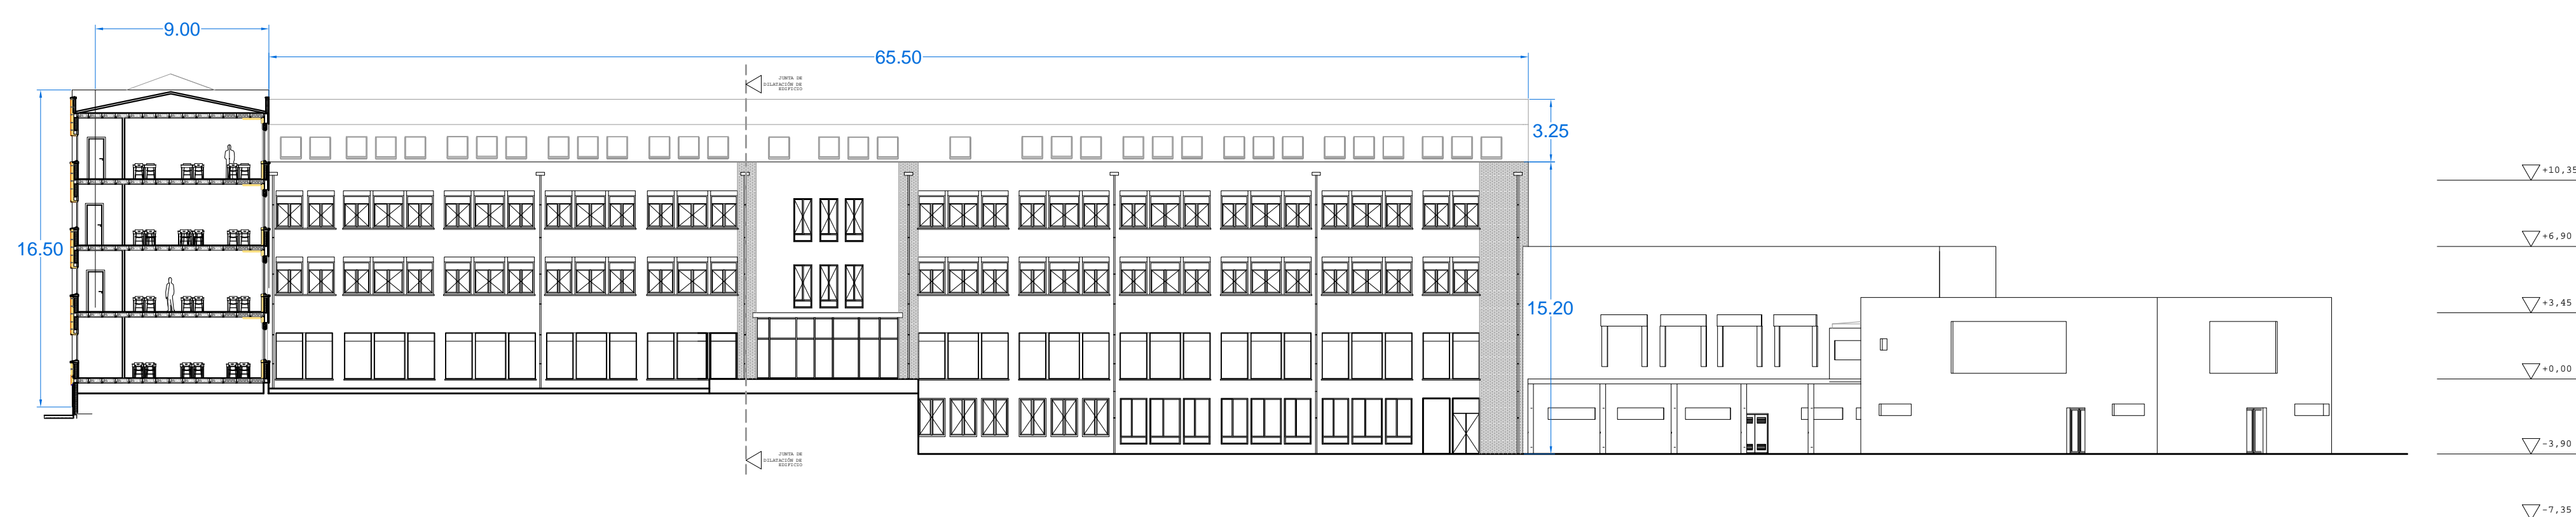 9.00
65.50
JUNTA DE
DILATACIÓN DE
EDIFICIO
3.25
+10,35
+6,90
16.50
+3,45
15.20
+0,00
-3,90
JUNTA DE
DILATACIÓN DE
EDIFICIO
-7,35